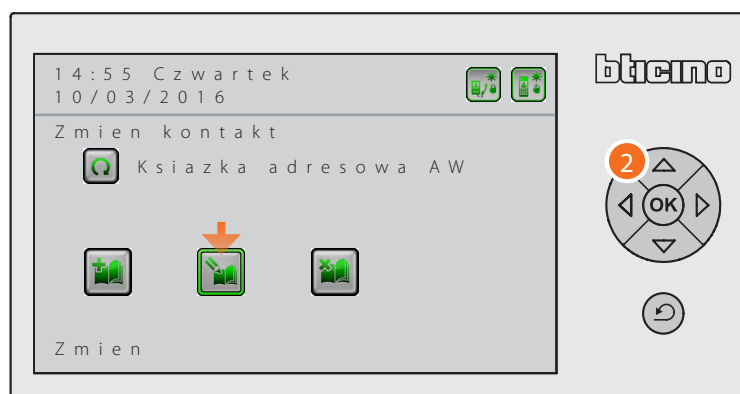 14:55 Czwartek
10/03/2016
Zmien kontakt
Ksiazka adresowa AW
Zmien
bticino
2
OK